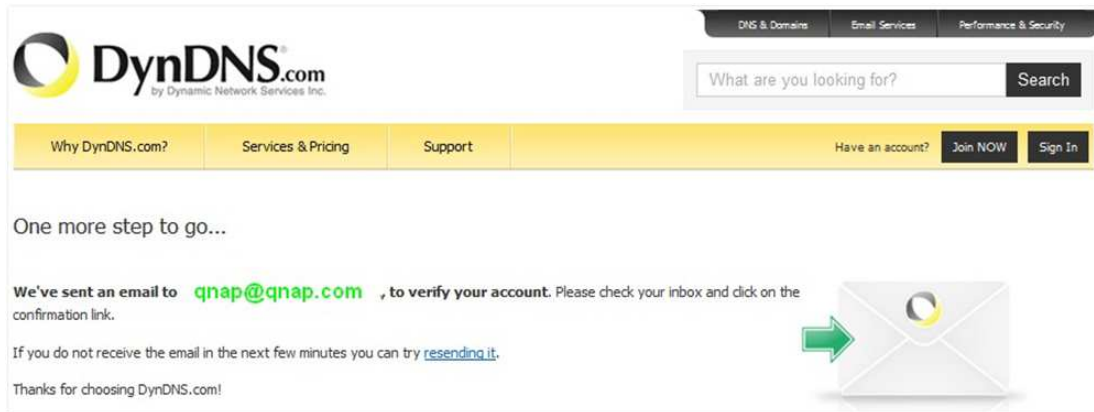 DNS & Domains Email Services Performance & Security
DynDNS.com
by Dynamic Network Services Inc.
What are you looking for? Search
Why DynDNS.com? Services & Pricing Support Have an account? Join NOW Sign In
One more step to go...
We've sent an email to qnap@qnap.com , to verify your account. Please check your inbox and click on the
confirmation link.
If you do not receive the email in the next few minutes you can try resending it.
Thanks for choosing DynDNS.com!